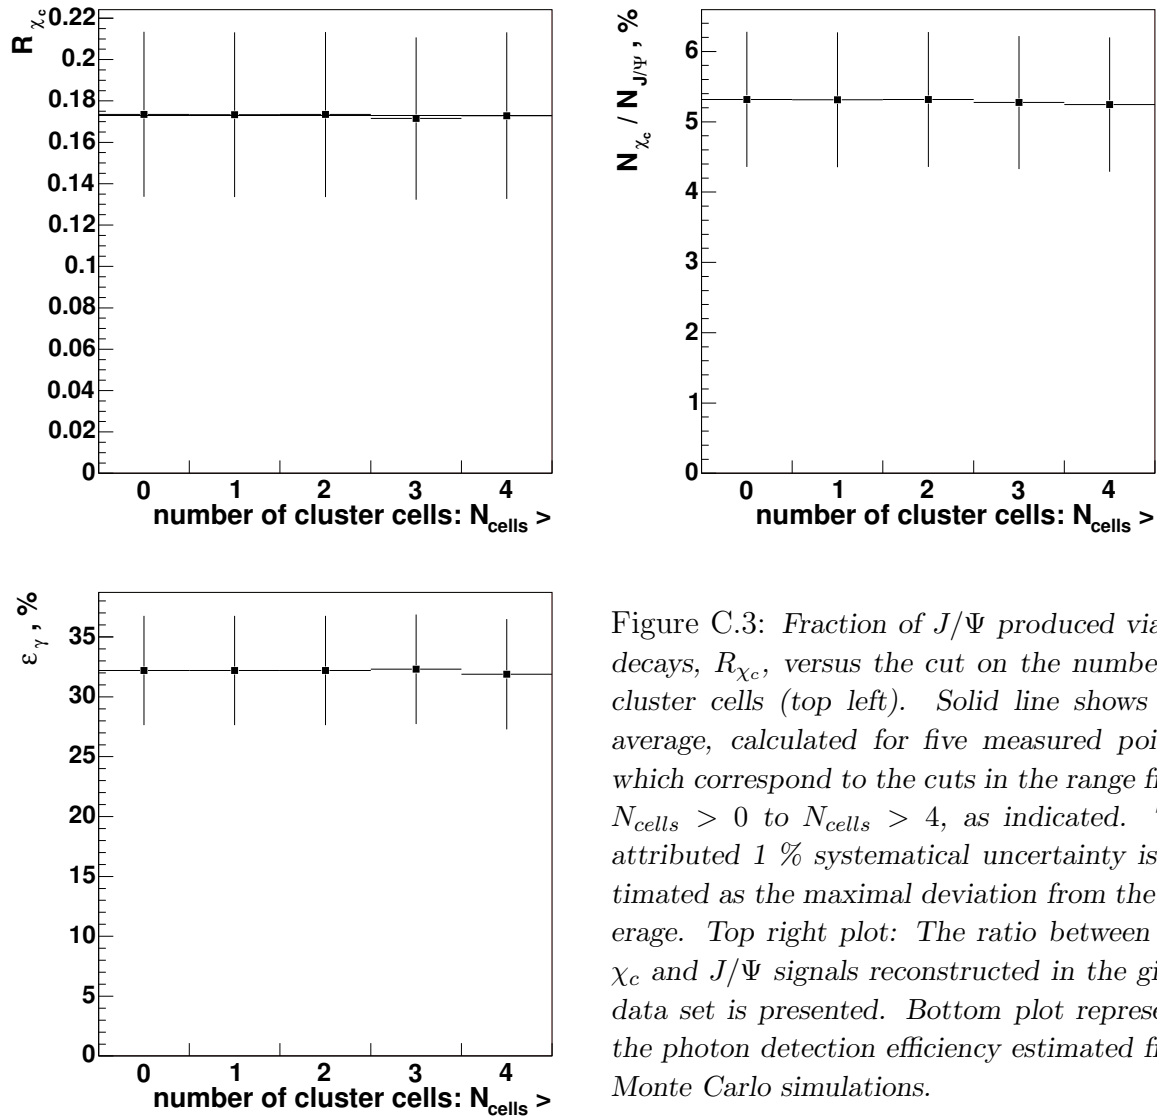 R χc
0.22
0.2
0.18
0.16
0.14
0.12
0.1
0.08
0.06
0.04
0.02
0
0 1 2 3 4
number of cluster cells: Ncells >
N χc / N J/Ψ , %
6
5
4
3
2
1
0
0 1 2 3 4
number of cluster cells: Ncells >
εγ , %
35
30
25
20
15
10
5
0
0 1 2 3 4
number of cluster cells: Ncells >
Figure C.3: Fraction of J/Ψ produced via
decays, Rχc, versus the cut on the number
cluster cells (top left). Solid line shows
average, calculated for five measured poi
which correspond to the cuts in the range f
Ncells > 0 to Ncells > 4, as indicated.
attributed 1 % systematical uncertainty is
timated as the maximal deviation from the
erage. Top right plot: The ratio between
χc and J/Ψ signals reconstructed in the gi
data set is presented. Bottom plot represe
the photon detection efficiency estimated f
Monte Carlo simulations.